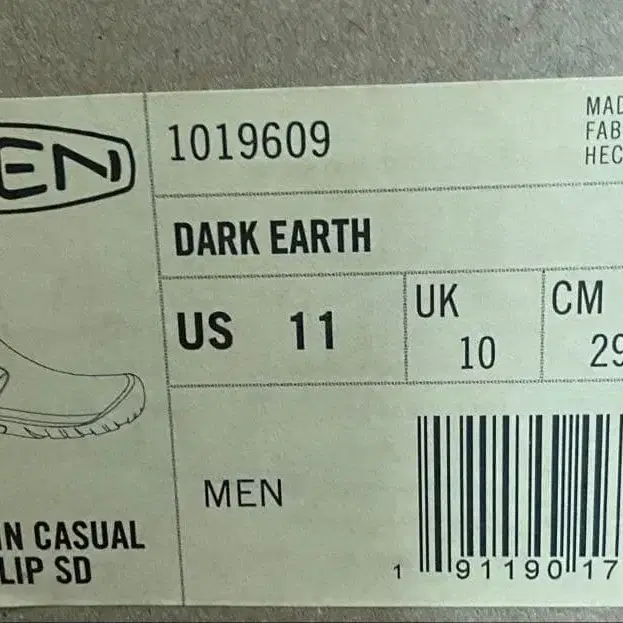 EN
1019609
MAD
FAB
HEC
DARK EARTH
US 11
UK
10
CM
29
MEN
IN CASUAL
LIP SD
1 91190 17